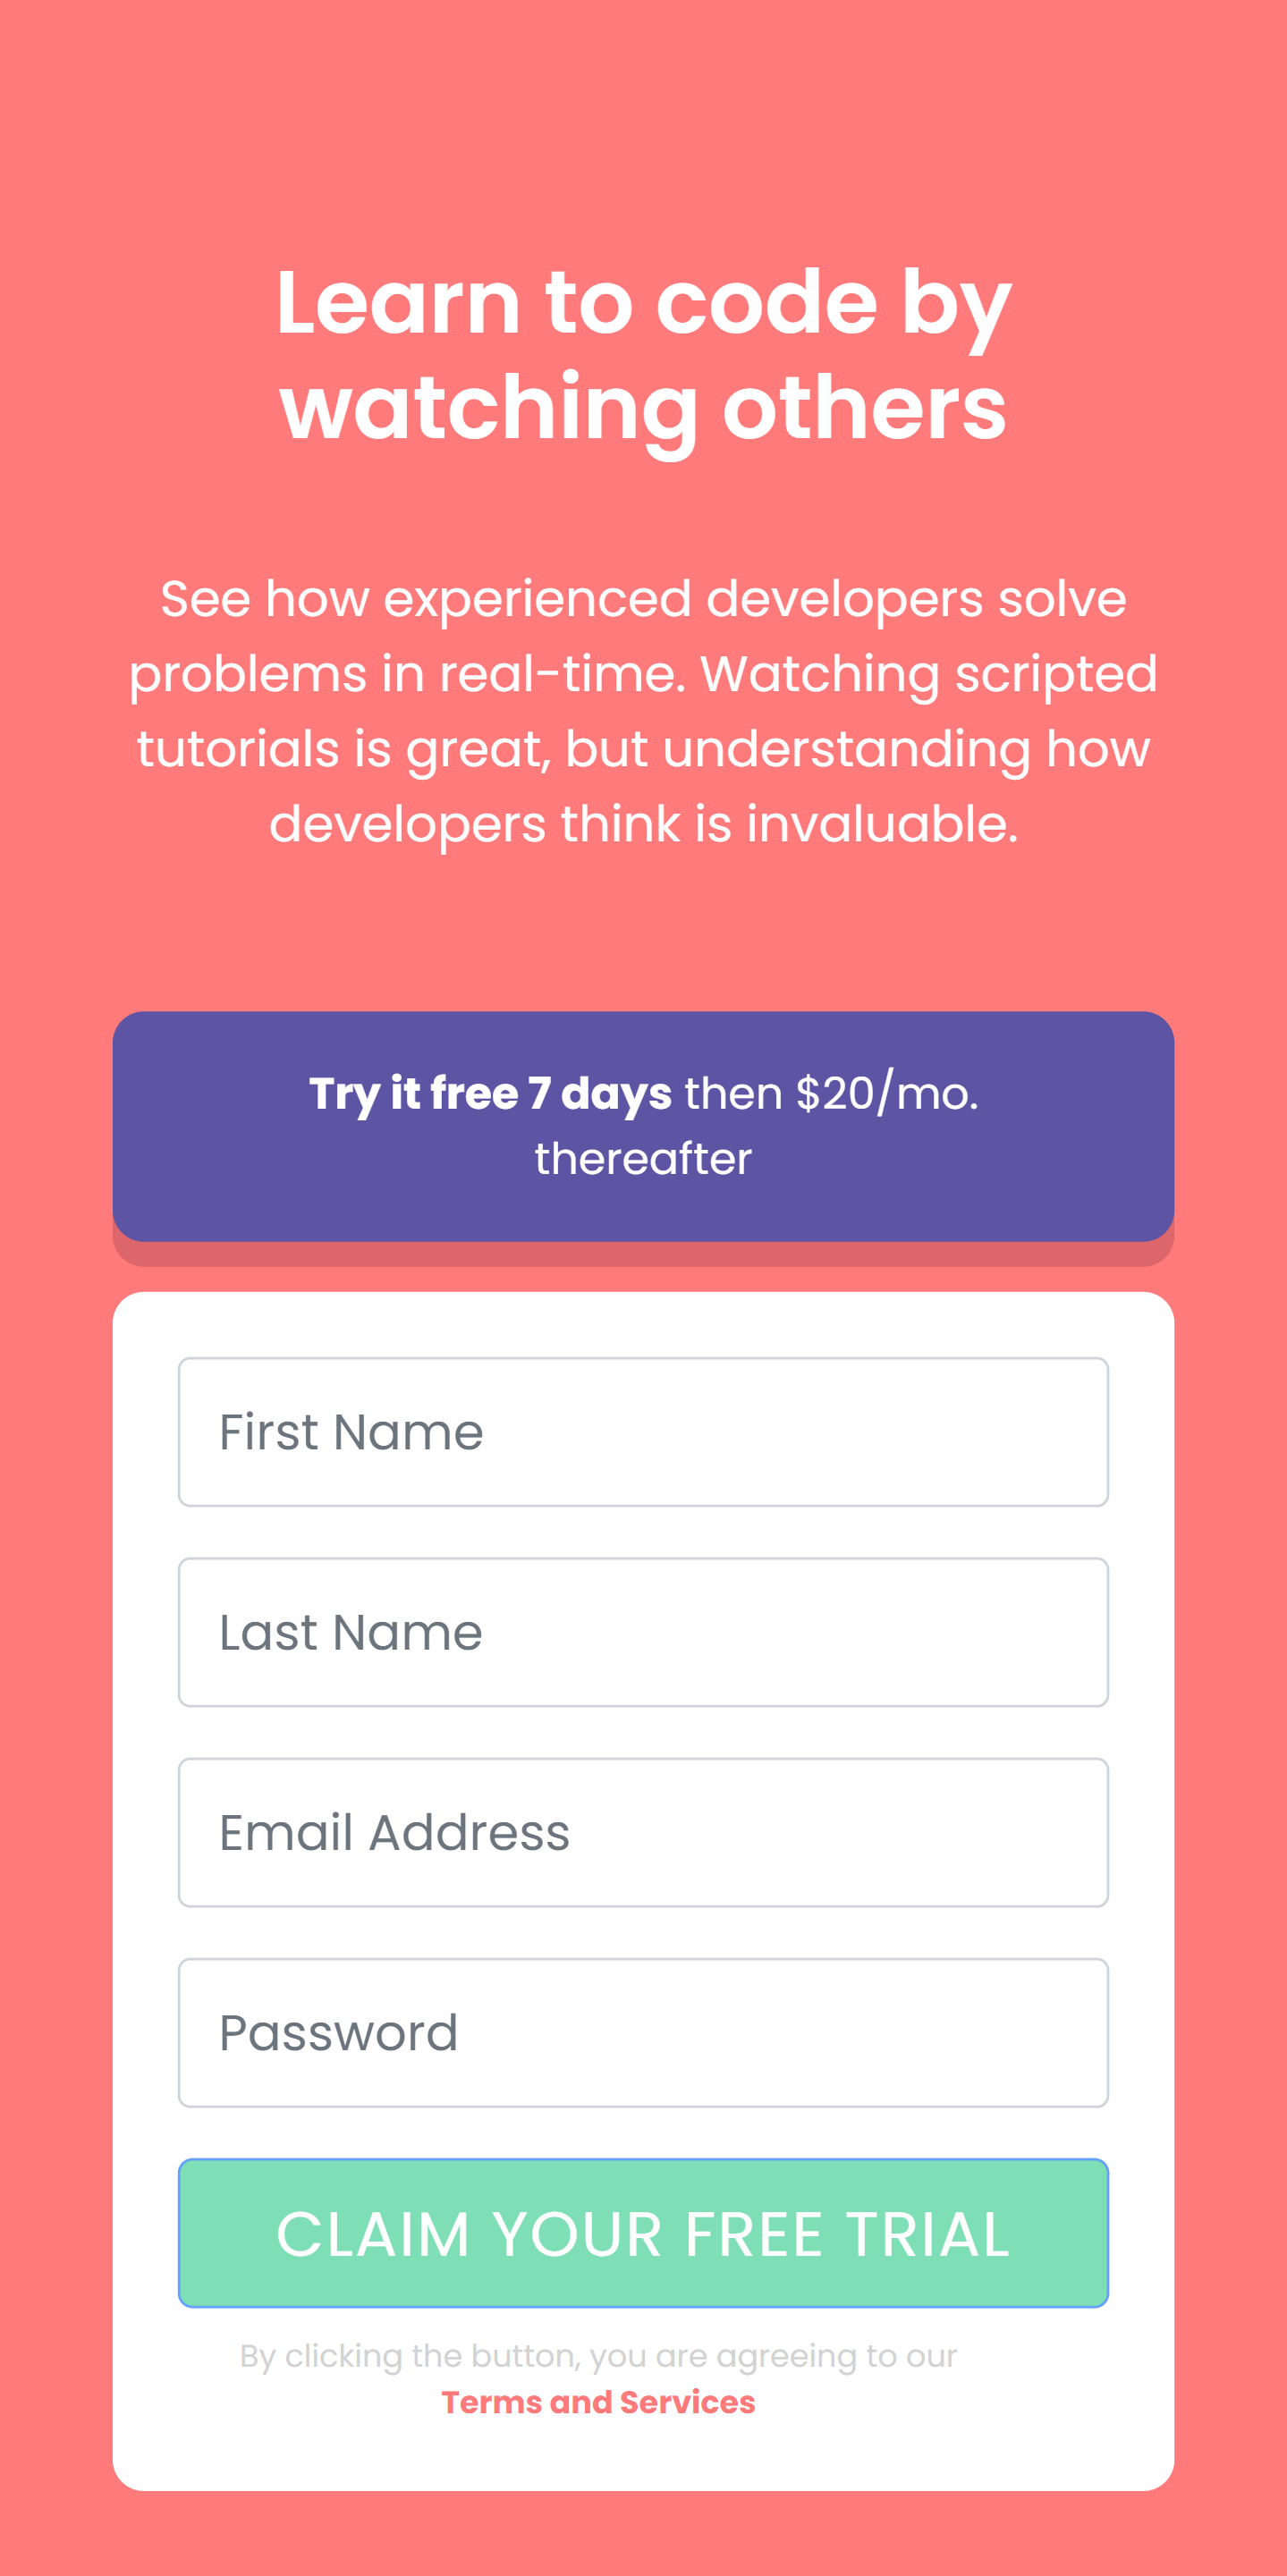 Learn to code by
watching others
See how experienced developers solve
problems in real-time. Watching scripted
tutorials is great, but understanding how
developers think is invaluable.
Try it free 7 days then $20/mo.
thereafter
First Name
Last Name
Email Address
Password
CLAIM YOUR FREE TRIAL
By clicking the button, you are agreeing to our
Terms and Services